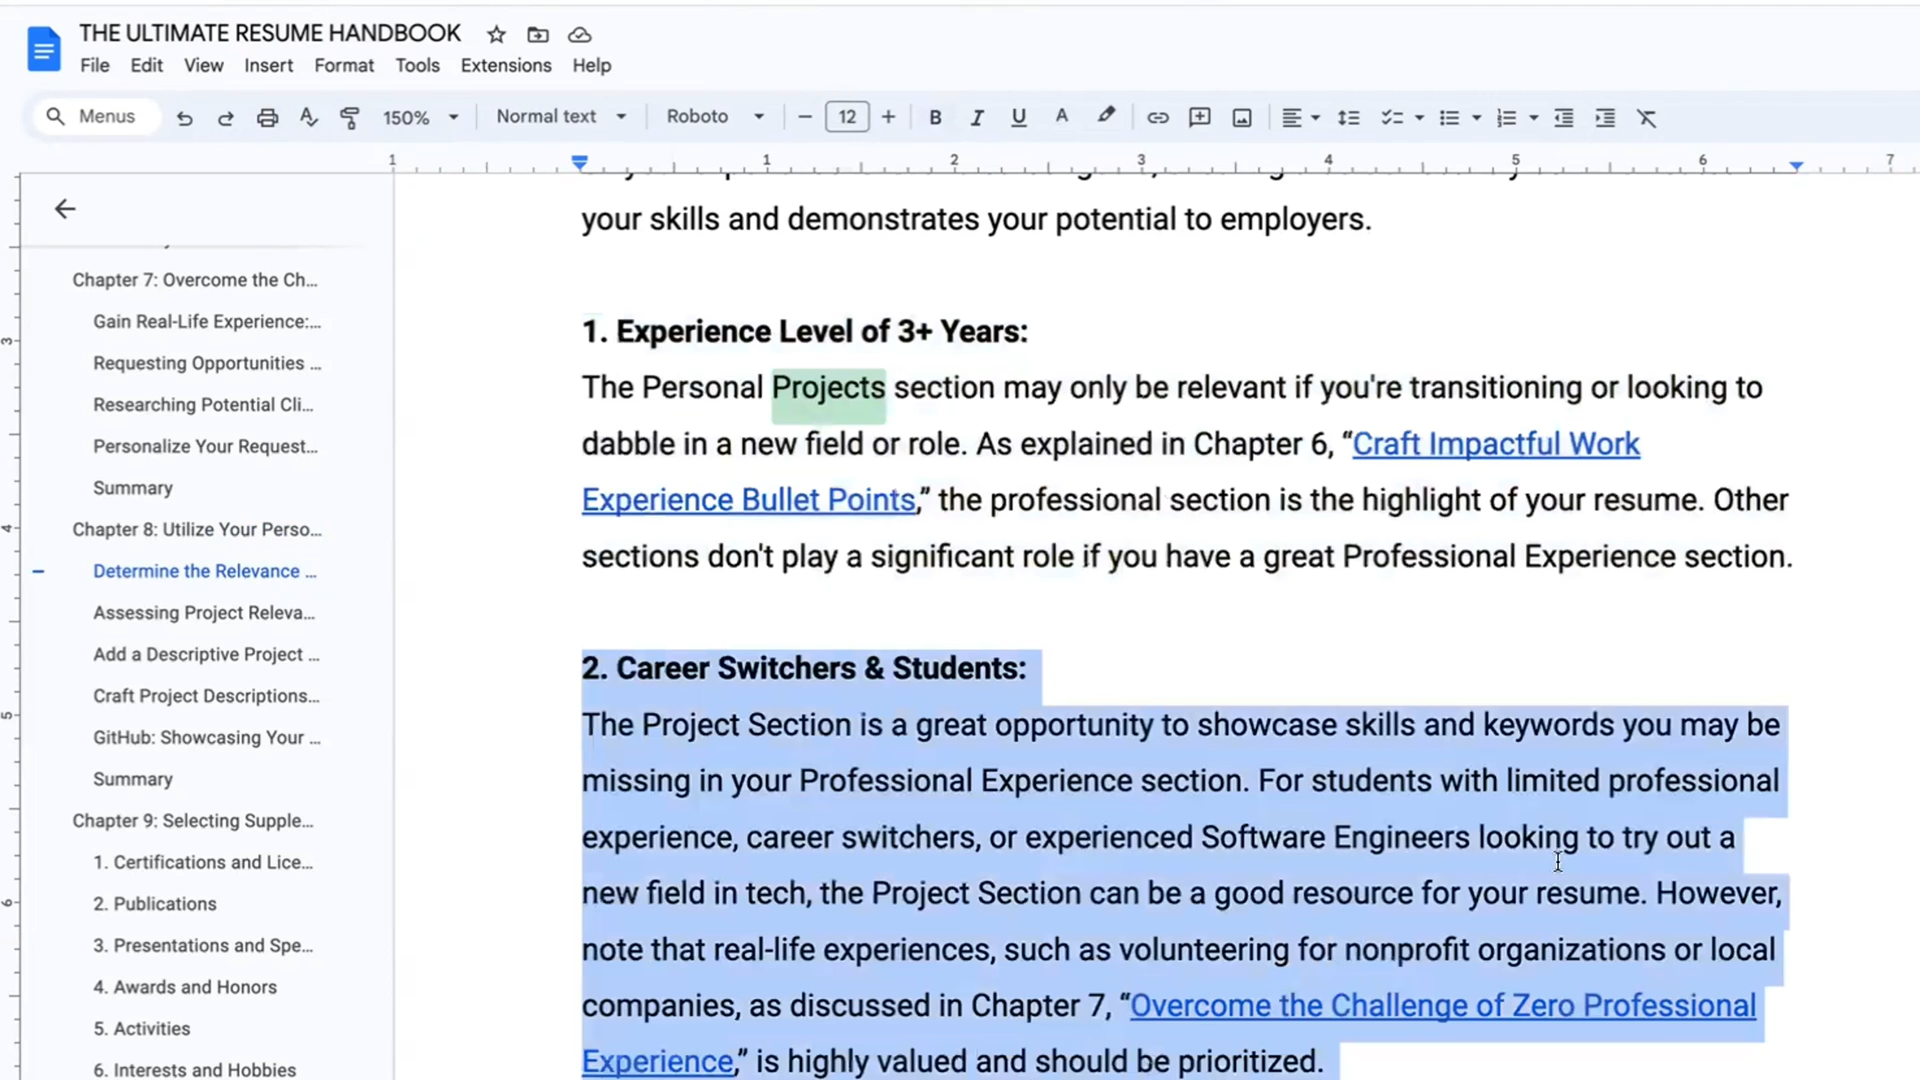 THE ULTIMATE RESUME HANDBOOK
File Edit View Insert Format Tools Extensions Help
Menus 150% Normal text Roboto 12
1 1 2 3 4 5 6 7
your skills and demonstrates your potential to employers.
1. Experience Level of 3+ Years:
The Personal Projects section may only be relevant if you're transitioning or looking to
dabble in a new field or role. As explained in Chapter 6, “Craft Impactful Work
Experience Bullet Points,” the professional section is the highlight of your resume. Other
sections don't play a significant role if you have a great Professional Experience section.
2. Career Switchers & Students:
The Project Section is a great opportunity to showcase skills and keywords you may be
missing in your Professional Experience section. For students with limited professional
experience, career switchers, or experienced Software Engineers looking to try out a
new field in tech, the Project Section can be a good resource for your resume. However,
note that real-life experiences, such as volunteering for nonprofit organizations or local
companies, as discussed in Chapter 7, “Overcome the Challenge of Zero Professional
Experience,” is highly valued and should be prioritized.
Chapter 7: Overcome the Ch...
Gain Real-Life Experience:...
Requesting Opportunities ...
Researching Potential Cli...
Personalize Your Request...
Summary
Chapter 8: Utilize Your Perso...
Determine the Relevance ...
Assessing Project Releva...
Add a Descriptive Project ...
Craft Project Descriptions...
GitHub: Showcasing Your ...
Summary
Chapter 9: Selecting Supple...
1. Certifications and Lice...
2. Publications
3. Presentations and Spe...
4. Awards and Honors
5. Activities
6. Interests and Hobbies
3
4
5
6